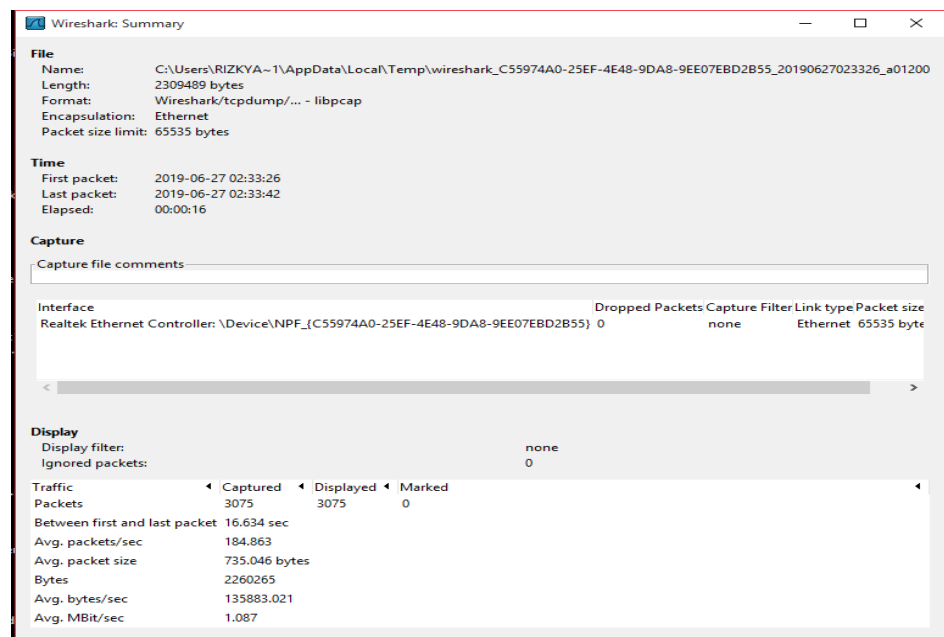 Wireshark: Summary
File
Name: C:\Users\RIZKYA~1\AppData\Local\Temp\wireshark_C55974A0-25EF-4E48-9DA8-9EE07EBD2B55_20190627023326_a01200
Length: 2309489 bytes
Format: Wireshark/tcpdump/... - libpcap
Encapsulation: Ethernet
Packet size limit: 65535 bytes
Time
First packet: 2019-06-27 02:33:26
Last packet: 2019-06-27 02:33:42
Elapsed: 00:00:16
Capture
Capture file comments
Interface Dropped Packets Capture Filter Link type Packet size
Realtek Ethernet Controller: \Device\NPF_{C55974A0-25EF-4E48-9DA8-9EE07EBD2B55} 0 none Ethernet 65535 byte
Display
Display filter: none
Ignored packets: 0
Traffic Captured Displayed Marked
Packets 3075 3075 0
Between first and last packet 16.634 sec
Avg. packets/sec 184.863
Avg. packet size 735.046 bytes
Bytes 2260265
Avg. bytes/sec 135883.021
Avg. MBit/sec 1.087